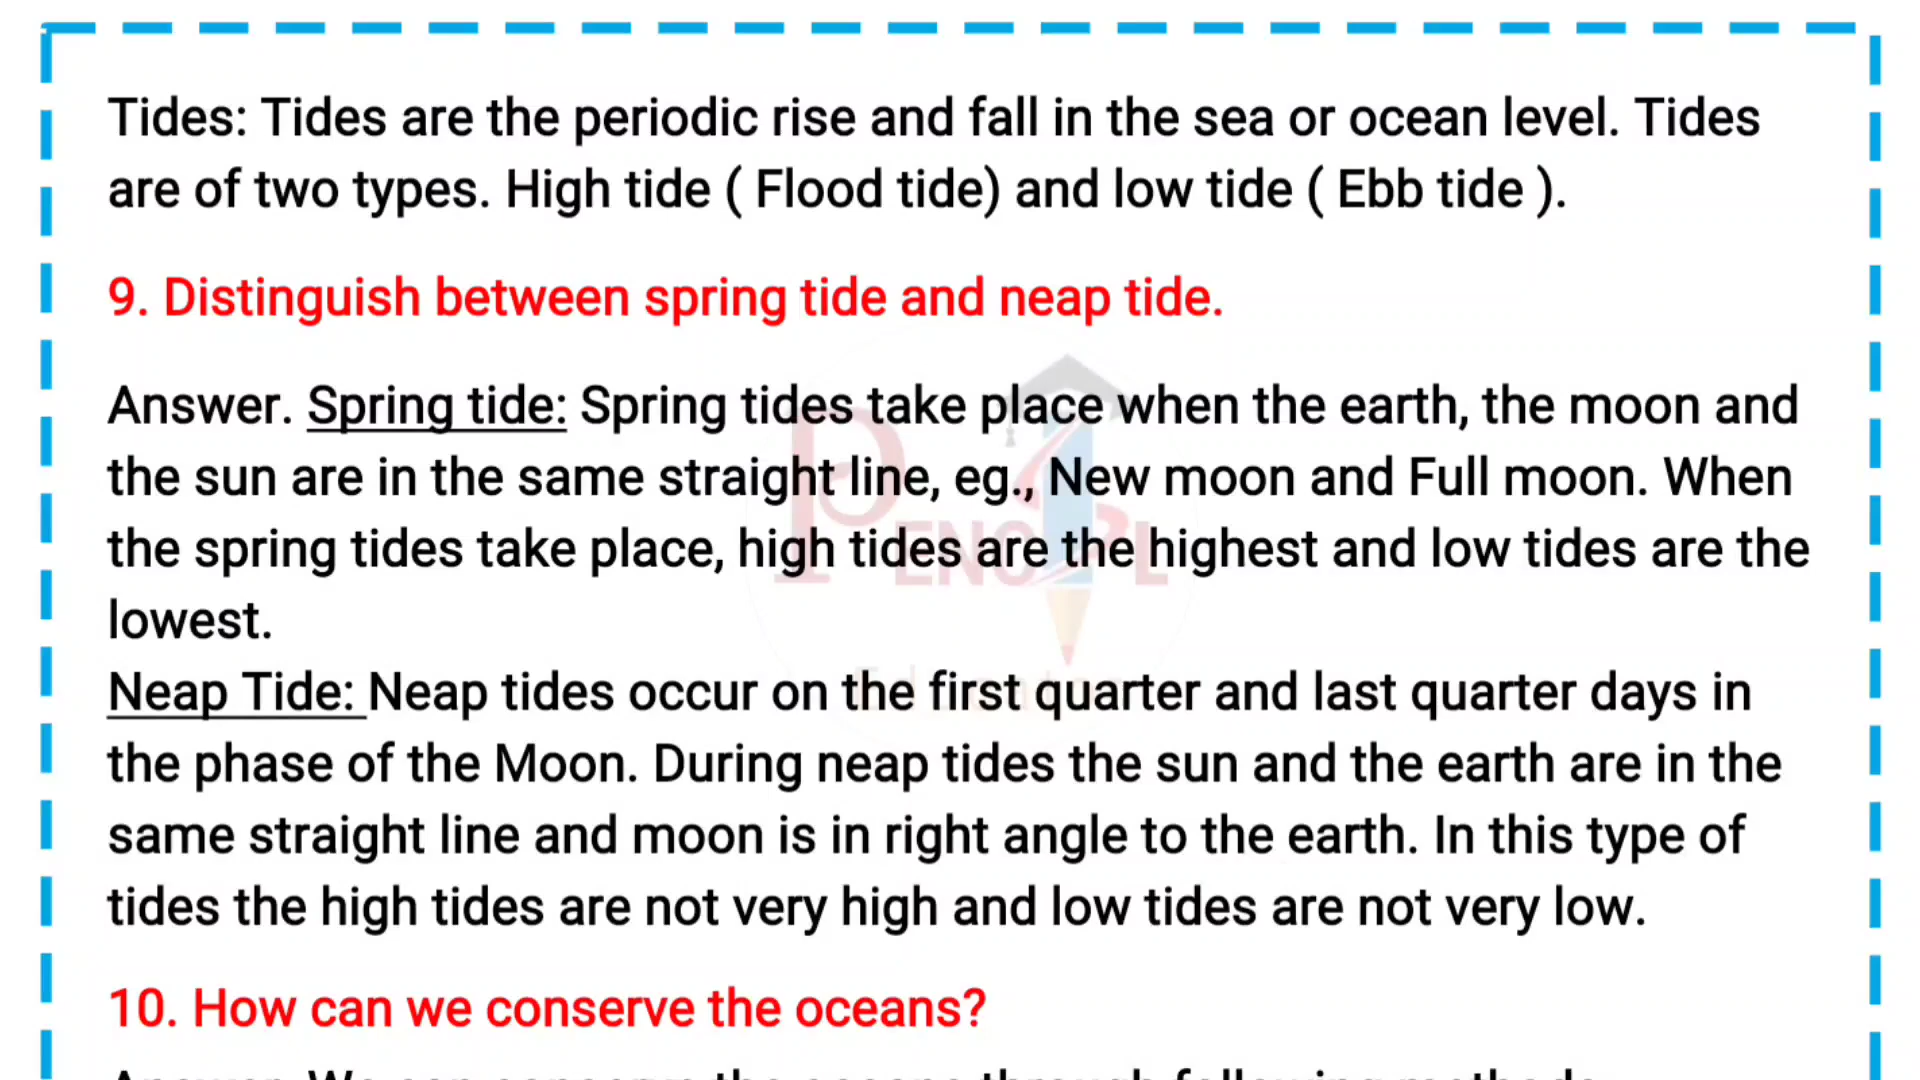 Tides: Tides are the periodic rise and fall in the sea or ocean level. Tides
are of two types. High tide ( Flood tide) and low tide ( Ebb tide ).
9. Distinguish between spring tide and neap tide.
Answer. Spring tide: Spring tides take place when the earth, the moon and
the sun are in the same straight line, eg., New moon and Full moon. When
the spring tides take place, high tides are the highest and low tides are the
lowest.
Neap Tide: Neap tides occur on the first quarter and last quarter days in
the phase of the Moon. During neap tides the sun and the earth are in the
same straight line and moon is in right angle to the earth. In this type of
tides the high tides are not very high and low tides are not very low.
10. How can we conserve the oceans?